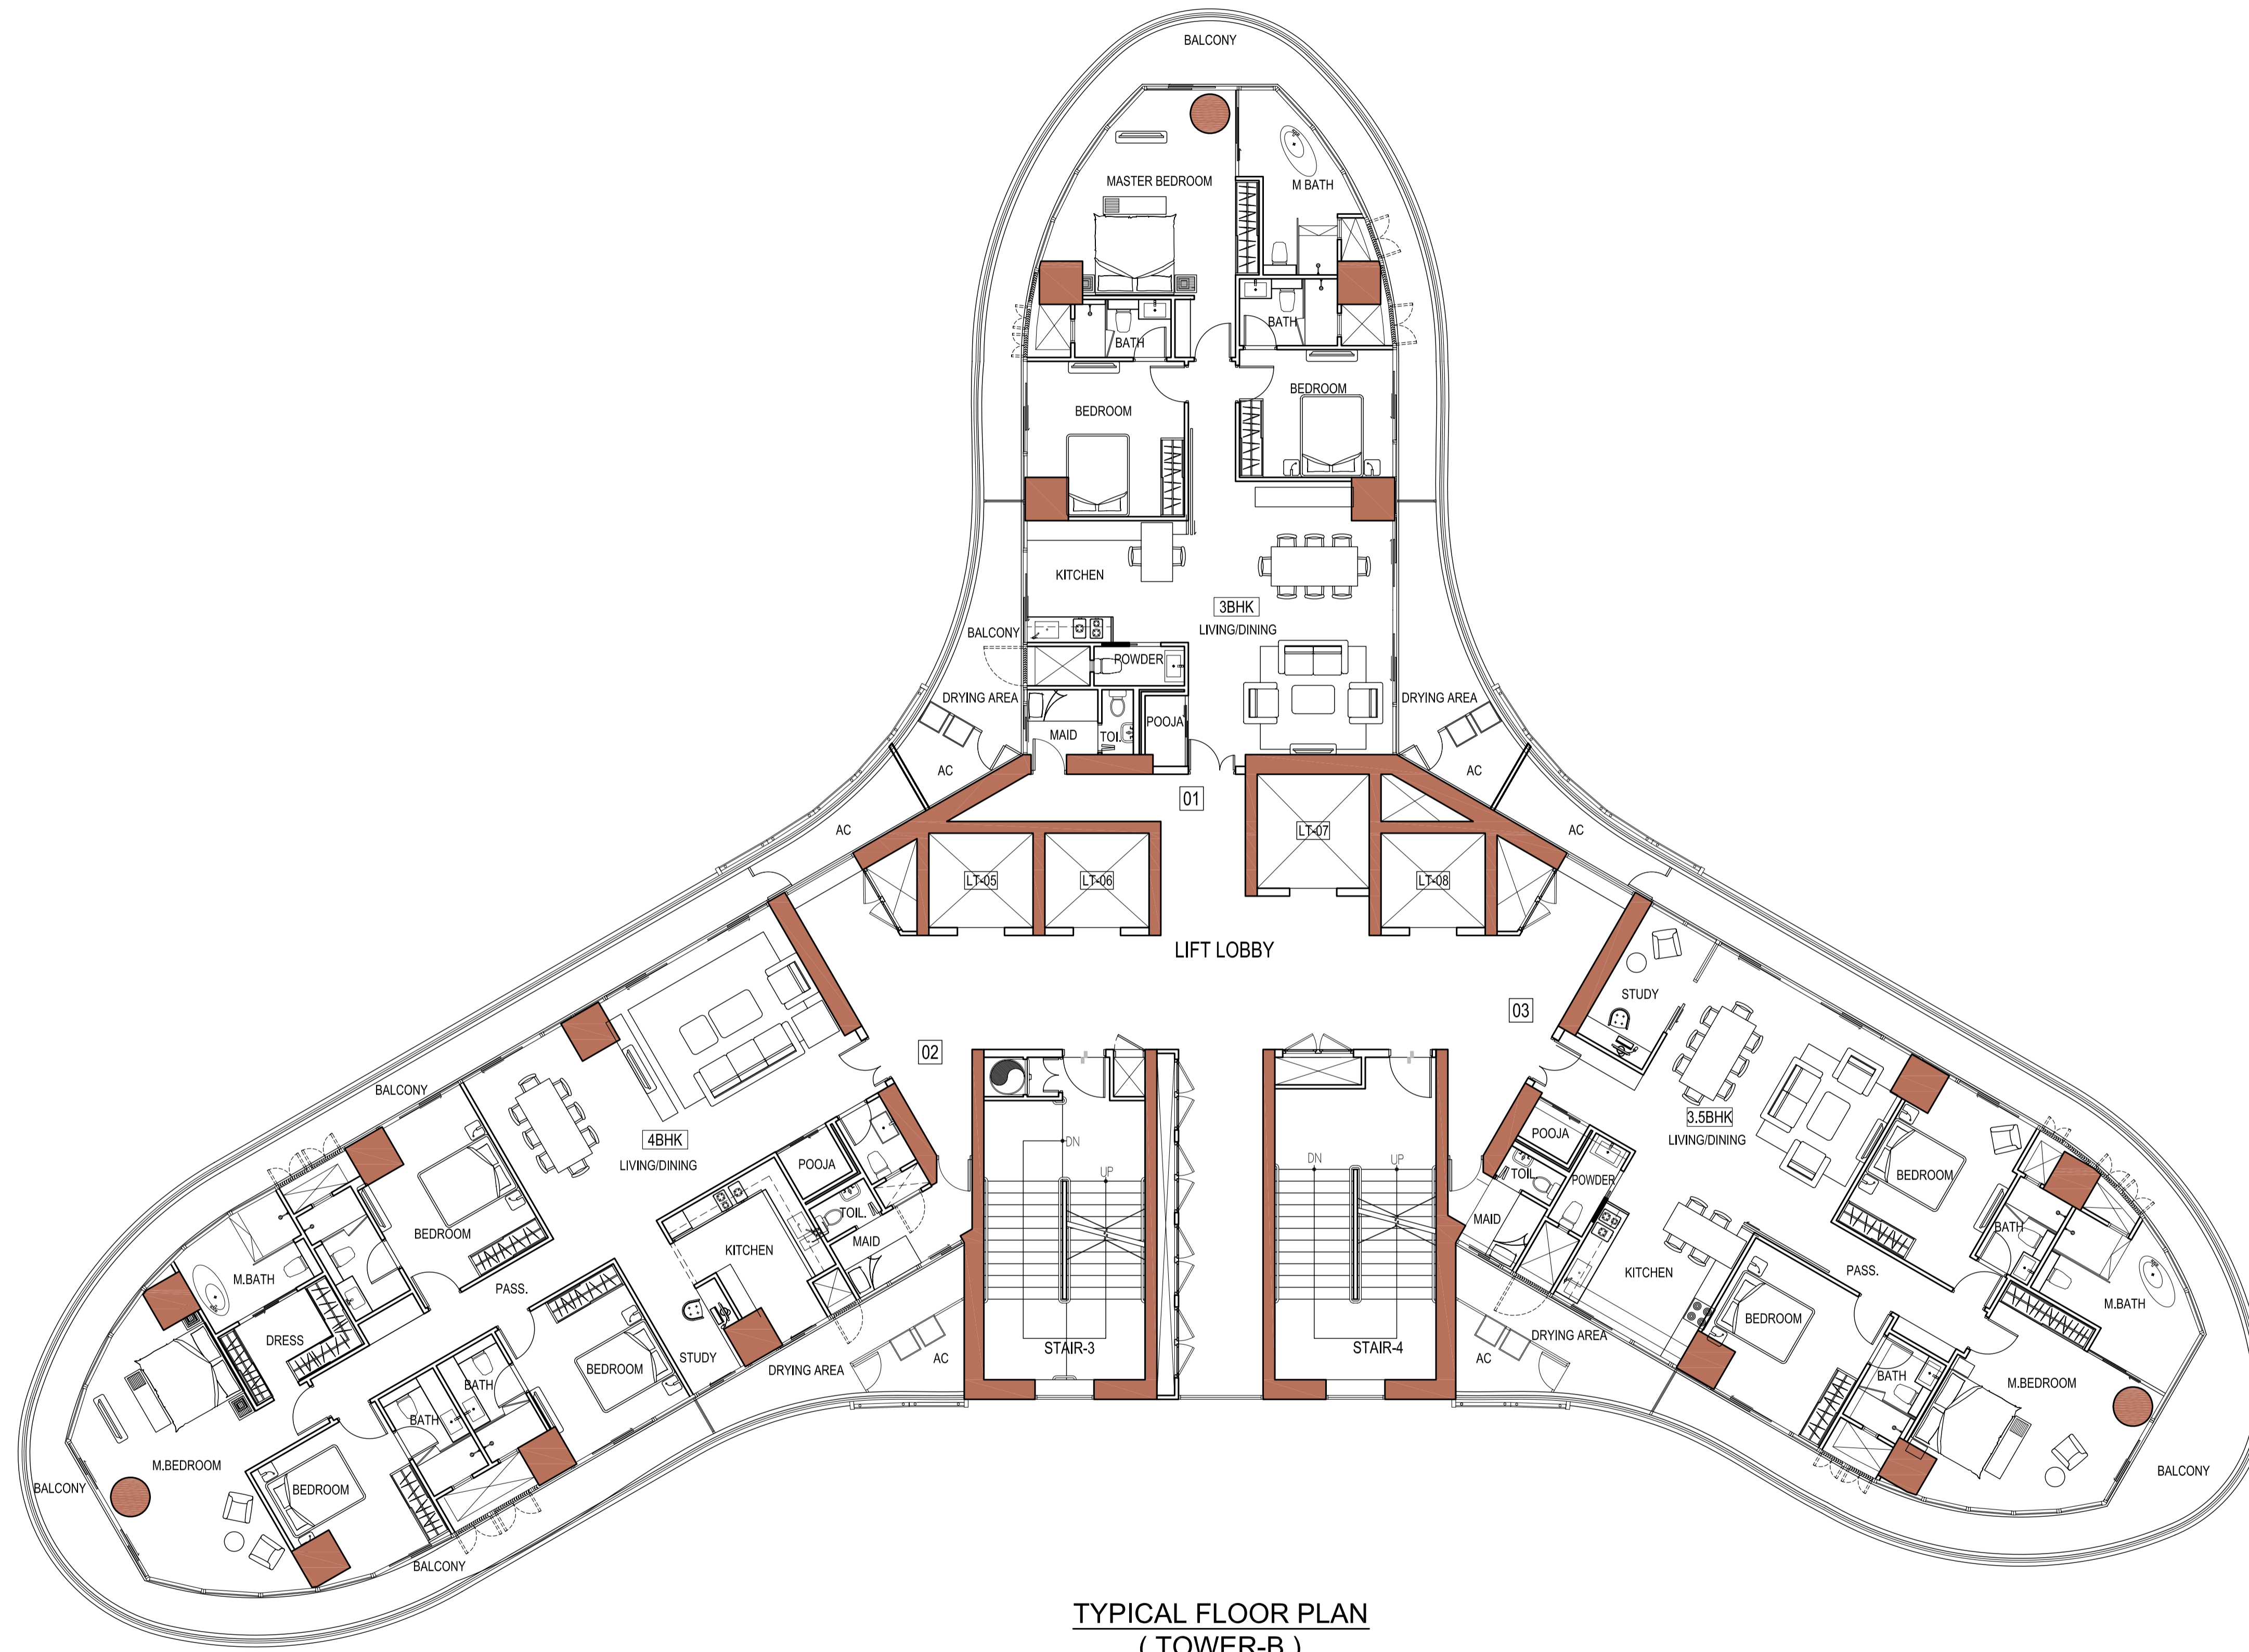 BALCONY
MASTER BEDROOM
M BATH
BATH
BATH
BEDROOM
BEDROOM
KITCHEN
3BHK
LIVING/DINING
BALCONY
POWDER
DRYING AREA
DRYING AREA
POOJA
MAID
TOI.
AC
AC
01
AC
AC
LT-07
LT-05
LT-06
LT-08
LIFT LOBBY
STUDY
03
02
BALCONY
4BHK
LIVING/DINING
POOJA
TOIL.
MAID
BEDROOM
KITCHEN
M.BATH
PASS.
DRESS
STUDY
BEDROOM
DRYING AREA
AC
BATH
BATH
M.BEDROOM
BEDROOM
BALCONY
BALCONY
DN
UP
STAIR-3
DN
UP
STAIR-4
3.5BHK
LIVING/DINING
POOJA
TOIL.
POWDER
MAID
BEDROOM
BATH
KITCHEN
PASS.
M.BATH
BEDROOM
DRYING AREA
AC
BATH
M.BEDROOM
BALCONY
TYPICAL FLOOR PLAN
( TOWER-B )